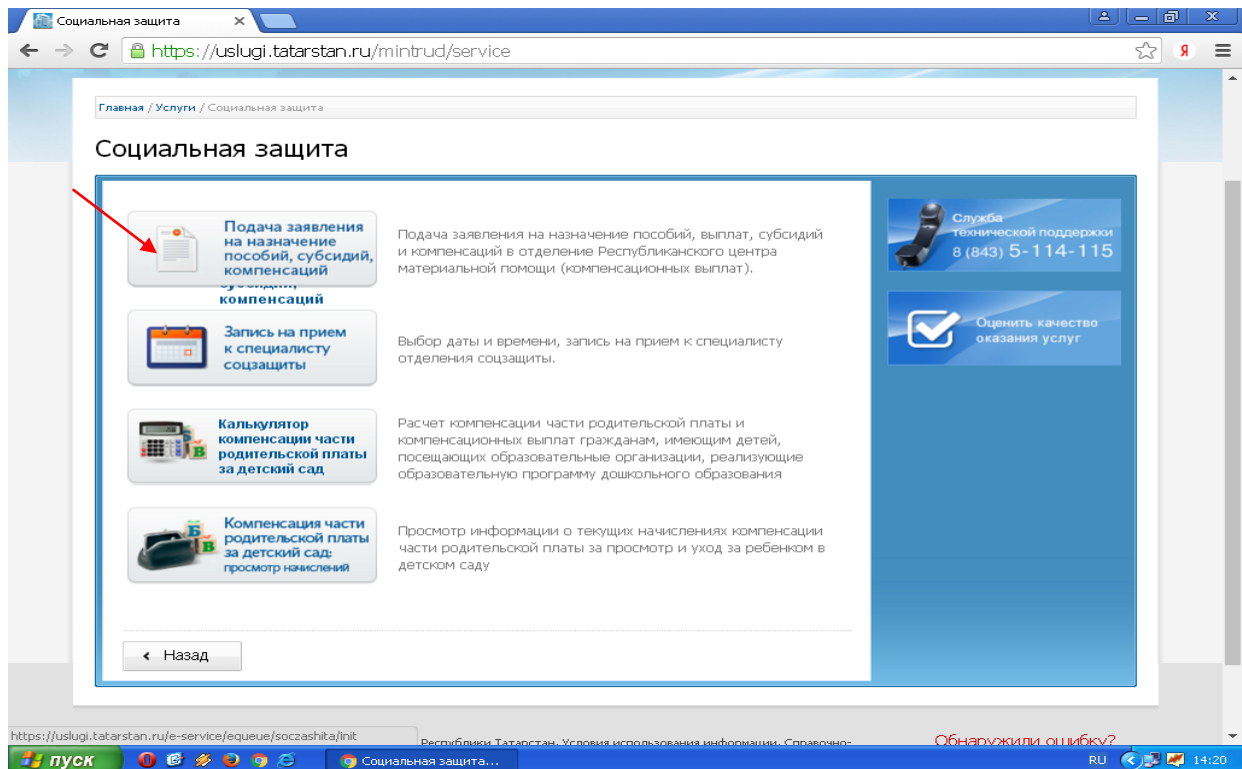 Социальная защита
https://uslugi.tatarstan.ru/mintrud/service
Я
Главная / Услуги / Социальная защита
Социальная защита
Подача заявления
на назначение
пособий, субсидий,
компенсаций
компенсаций
Подача заявления на назначение пособий, выплат, субсидий
и компенсаций в отделение Республиканского центра
материальной помощи (компенсационных выплат).
Запись на прием
к специалисту
соцзащиты
Выбор даты и времени, запись на прием к специалисту
отделения соцзащиты.
Калькулятор
компенсации части
родительской платы
за детский сад
Расчет компенсации части родительской платы и
компенсационных выплат гражданам, имеющим детей,
посещающих образовательные организации, реализующие
образовательную программу дошкольного образования
Компенсация части
родительской платы
за детский сад:
просмотр начислений
Просмотр информации о текущих начислениях компенсации
части родительской платы за просмотр и уход за ребенком в
детском саду
Служба
технической поддержки
8 (843) 5-114-115
Оценить качество
оказания услуг
Назад
https://uslugi.tatarstan.ru/e-service/equeue/soczashita/init
Республики Татарстан. Условия использования информации. Справочно-
Обнаружили ошибку?
пуск
Социальная защита...
RU
14:20